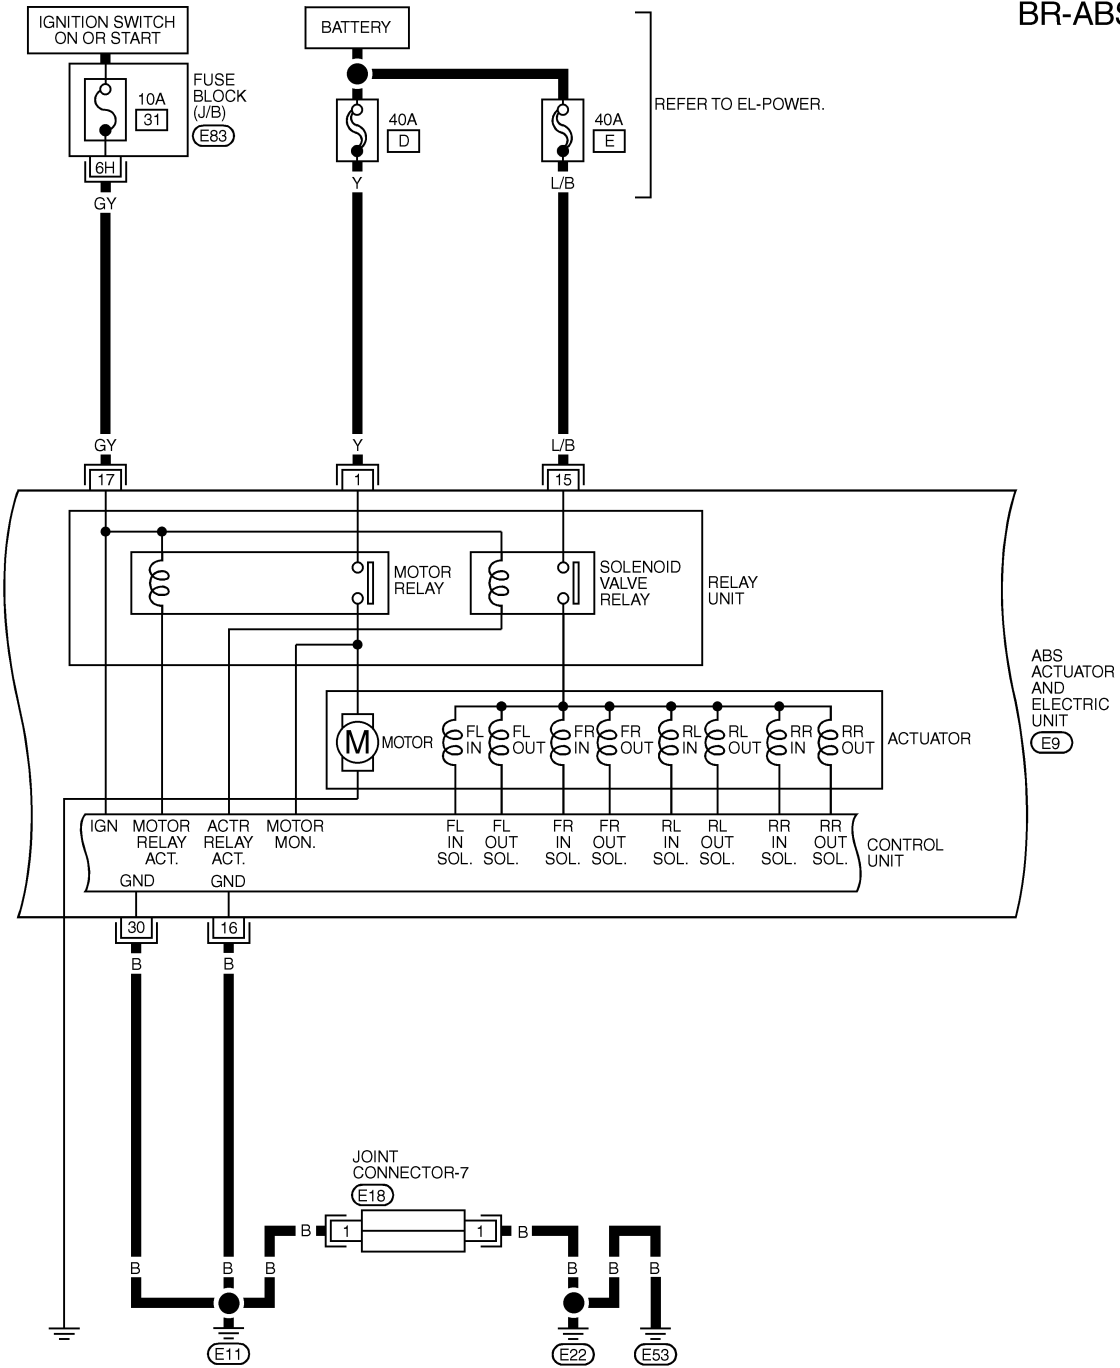 BR-ABS
IGNITION SWITCH
ON OR START
BATTERY
FUSE
BLOCK
(J/B)
E83
10A
31
6H
GY
40A
D
Y
40A
E
L/B
REFER TO EL-POWER.
GY
Y
L/B
17
1
15
MOTOR
RELAY
SOLENOID
VALVE
RELAY
RELAY
UNIT
ABS
ACTUATOR
AND
ELECTRIC
UNIT
E9
M
MOTOR
FL
IN
FL
OUT
FR
IN
FR
OUT
RL
IN
RL
OUT
RR
IN
RR
OUT
ACTUATOR
IGN
MOTOR
RELAY
ACT.
ACTR
RELAY
ACT.
MOTOR
MON.
FL
IN
SOL.
FL
OUT
SOL.
FR
IN
SOL.
FR
OUT
SOL.
RL
IN
SOL.
RL
OUT
SOL.
RR
IN
SOL.
RR
OUT
SOL.
CONTROL
UNIT
GND
GND
30
16
B
B
JOINT
CONNECTOR-7
E18
B
1
1
B
B
B
B
B
B
B
E11
E22
E53